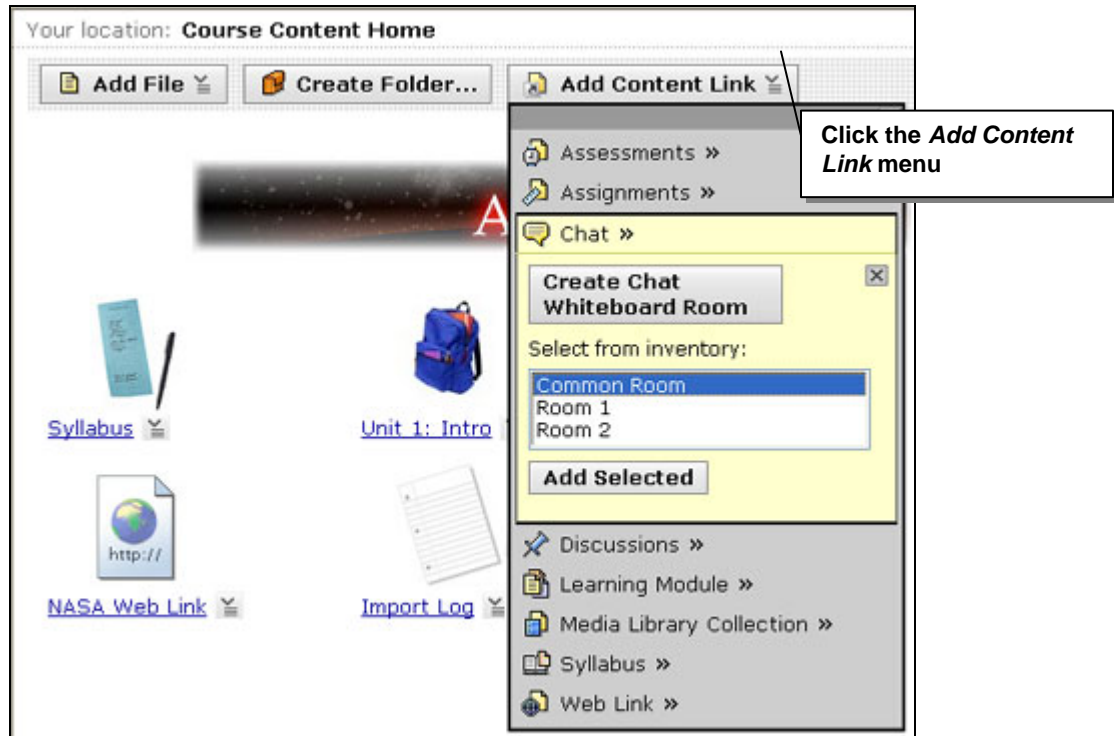 Your location: Course Content Home
Add File
Create Folder...
Add Content Link
Click the Add Content
Link menu
Assessments »
Assignments »
A
Chat »
Create Chat
Whiteboard Room
Select from inventory:
Common Room
Room 1
Room 2
Add Selected
Syllabus
Unit 1: Intro
http://
NASA Web Link
Import Log
Discussions »
Learning Module »
Media Library Collection »
Syllabus »
Web Link »